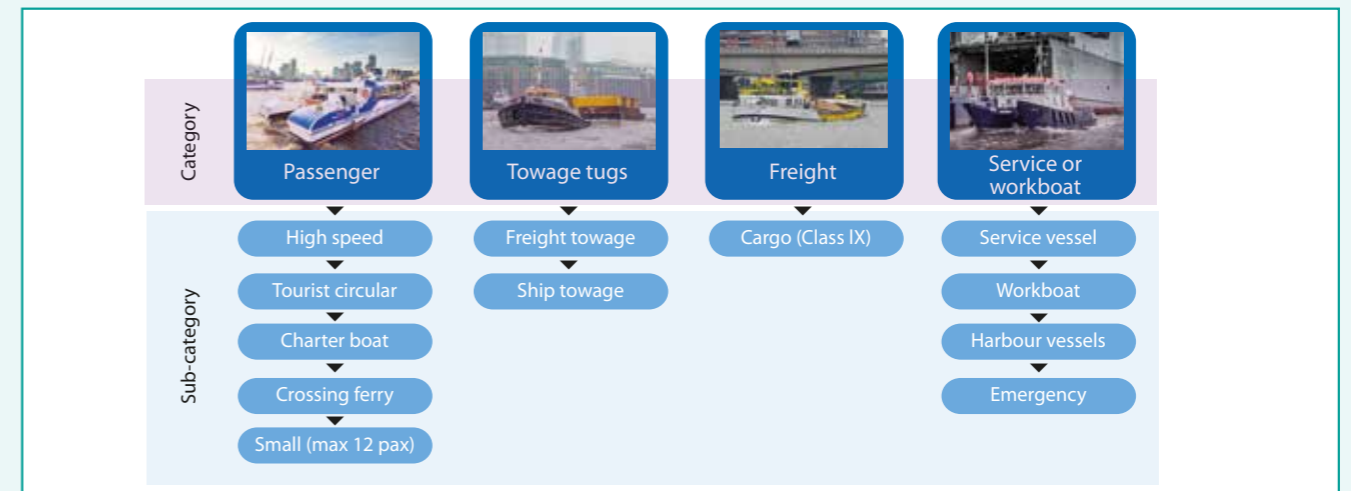 Category
Passenger
Towage tugs
Freight
Service or
workboat
Sub-category
High speed
Tourist circular
Charter boat
Crossing ferry
Small (max 12 pax)
Freight towage
Ship towage
Cargo (Class IX)
Service vessel
Workboat
Harbour vessels
Emergency